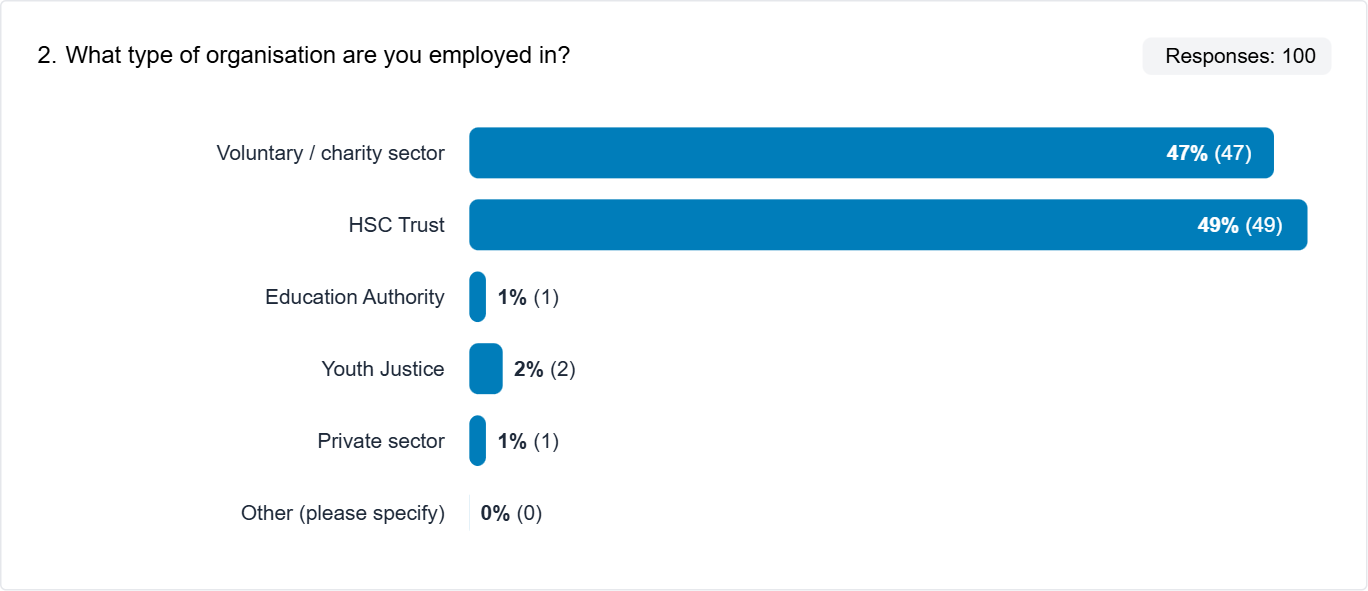 2. What type of organisation are you employed in?
Responses: 100
Voluntary / charity sector 47% (47)
HSC Trust 49% (49)
Education Authority 1% (1)
Youth Justice 2% (2)
Private sector 1% (1)
Other (please specify) 0% (0)